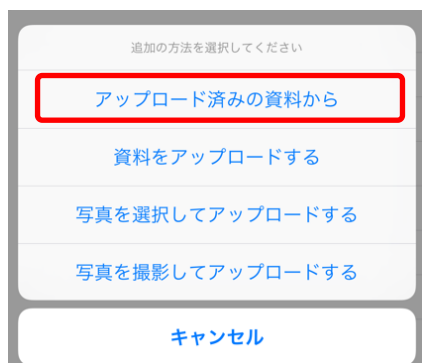 追加の方法を選択してください
アップロード済みの資料から
資料をアップロードする
写真を選択してアップロードする
写真を撮影してアップロードする
キャンセル